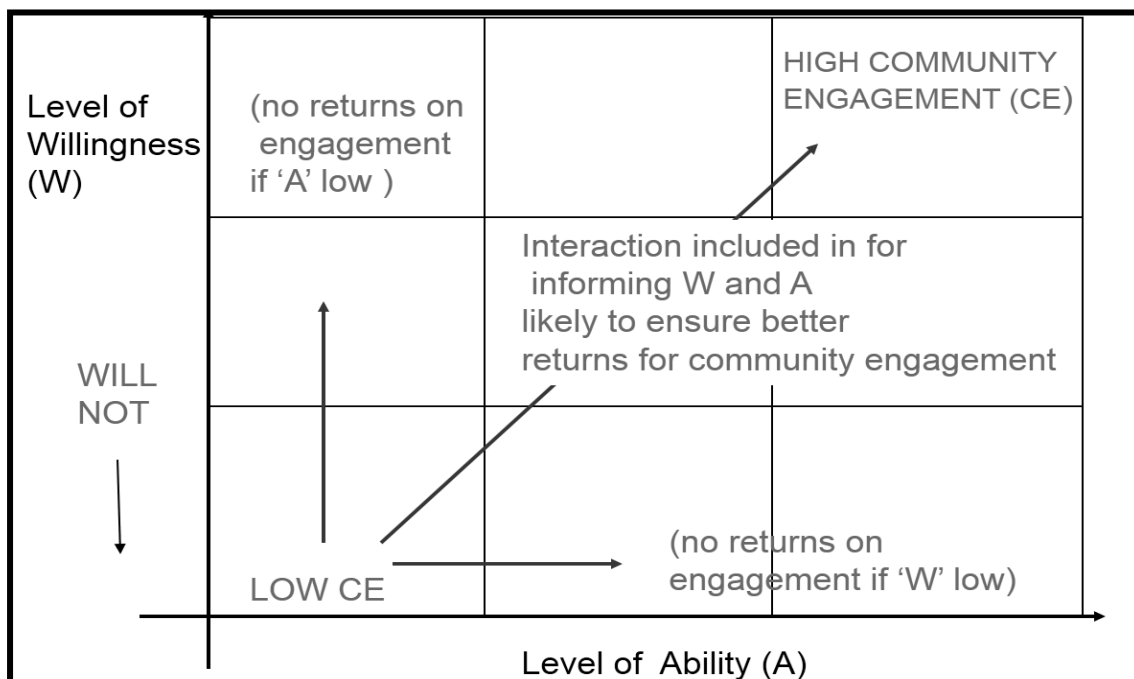 Level of
Willingness
(W)
(no returns on
engagement
if ‘A’ low )
HIGH COMMUNITY
ENGAGEMENT (CE)
Interaction included in for
informing W and A
likely to ensure better
returns for community engagement
WILL
NOT
LOW CE
(no returns on
engagement if ‘W’ low)
Level of Ability (A)